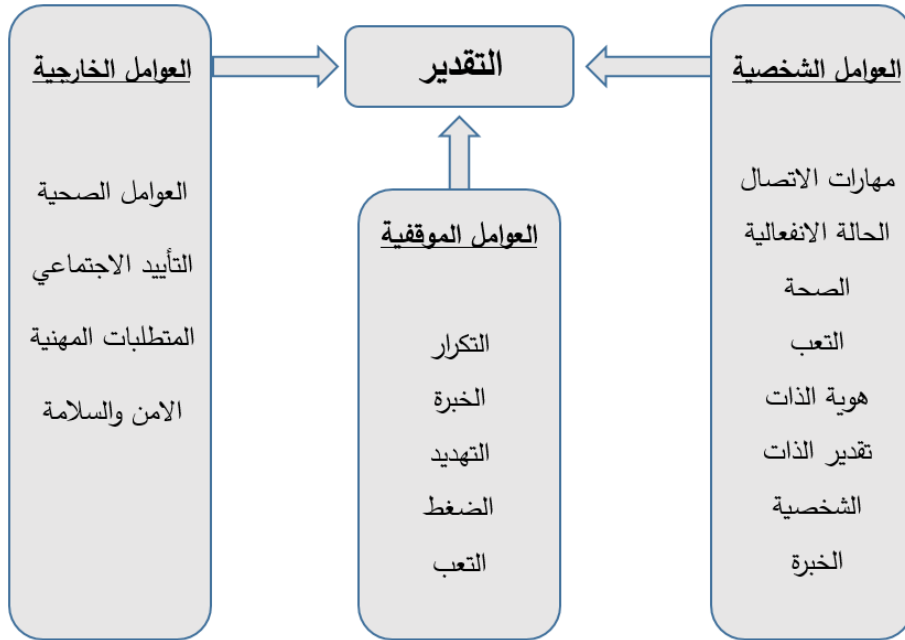 التقدير
العوامل الشخصية
مهارات الاتصال
الحالة الانفعالية
الصحة
التعب
هوية الذات
تقدير الذات
الشخصية
الخبرة
العوامل الموقفية
التكرار
الخبرة
التهديد
الضغط
التعب
العوامل الخارجية
العوامل الصحية
التأييد الاجتماعي
المتطلبات المهنية
الامن والسلامة